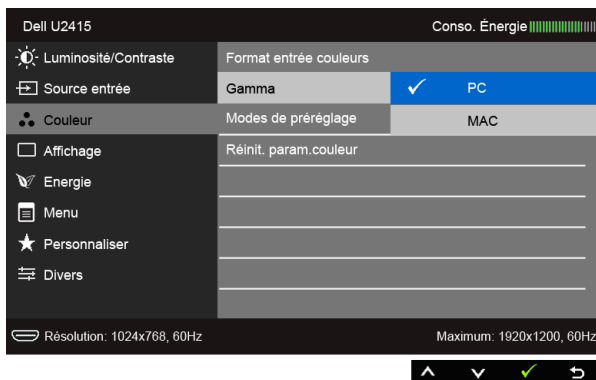 Dell U2415
Conso. Énergie
Luminosité/Contraste
Format entrée couleurs
Source entrée
Gamma
PC
Couleur
Modes de préréglage
MAC
Affichage
Réinit. param.couleur
Energie
Menu
Personnaliser
Divers
Résolution: 1024x768, 60Hz
Maximum: 1920x1200, 60Hz